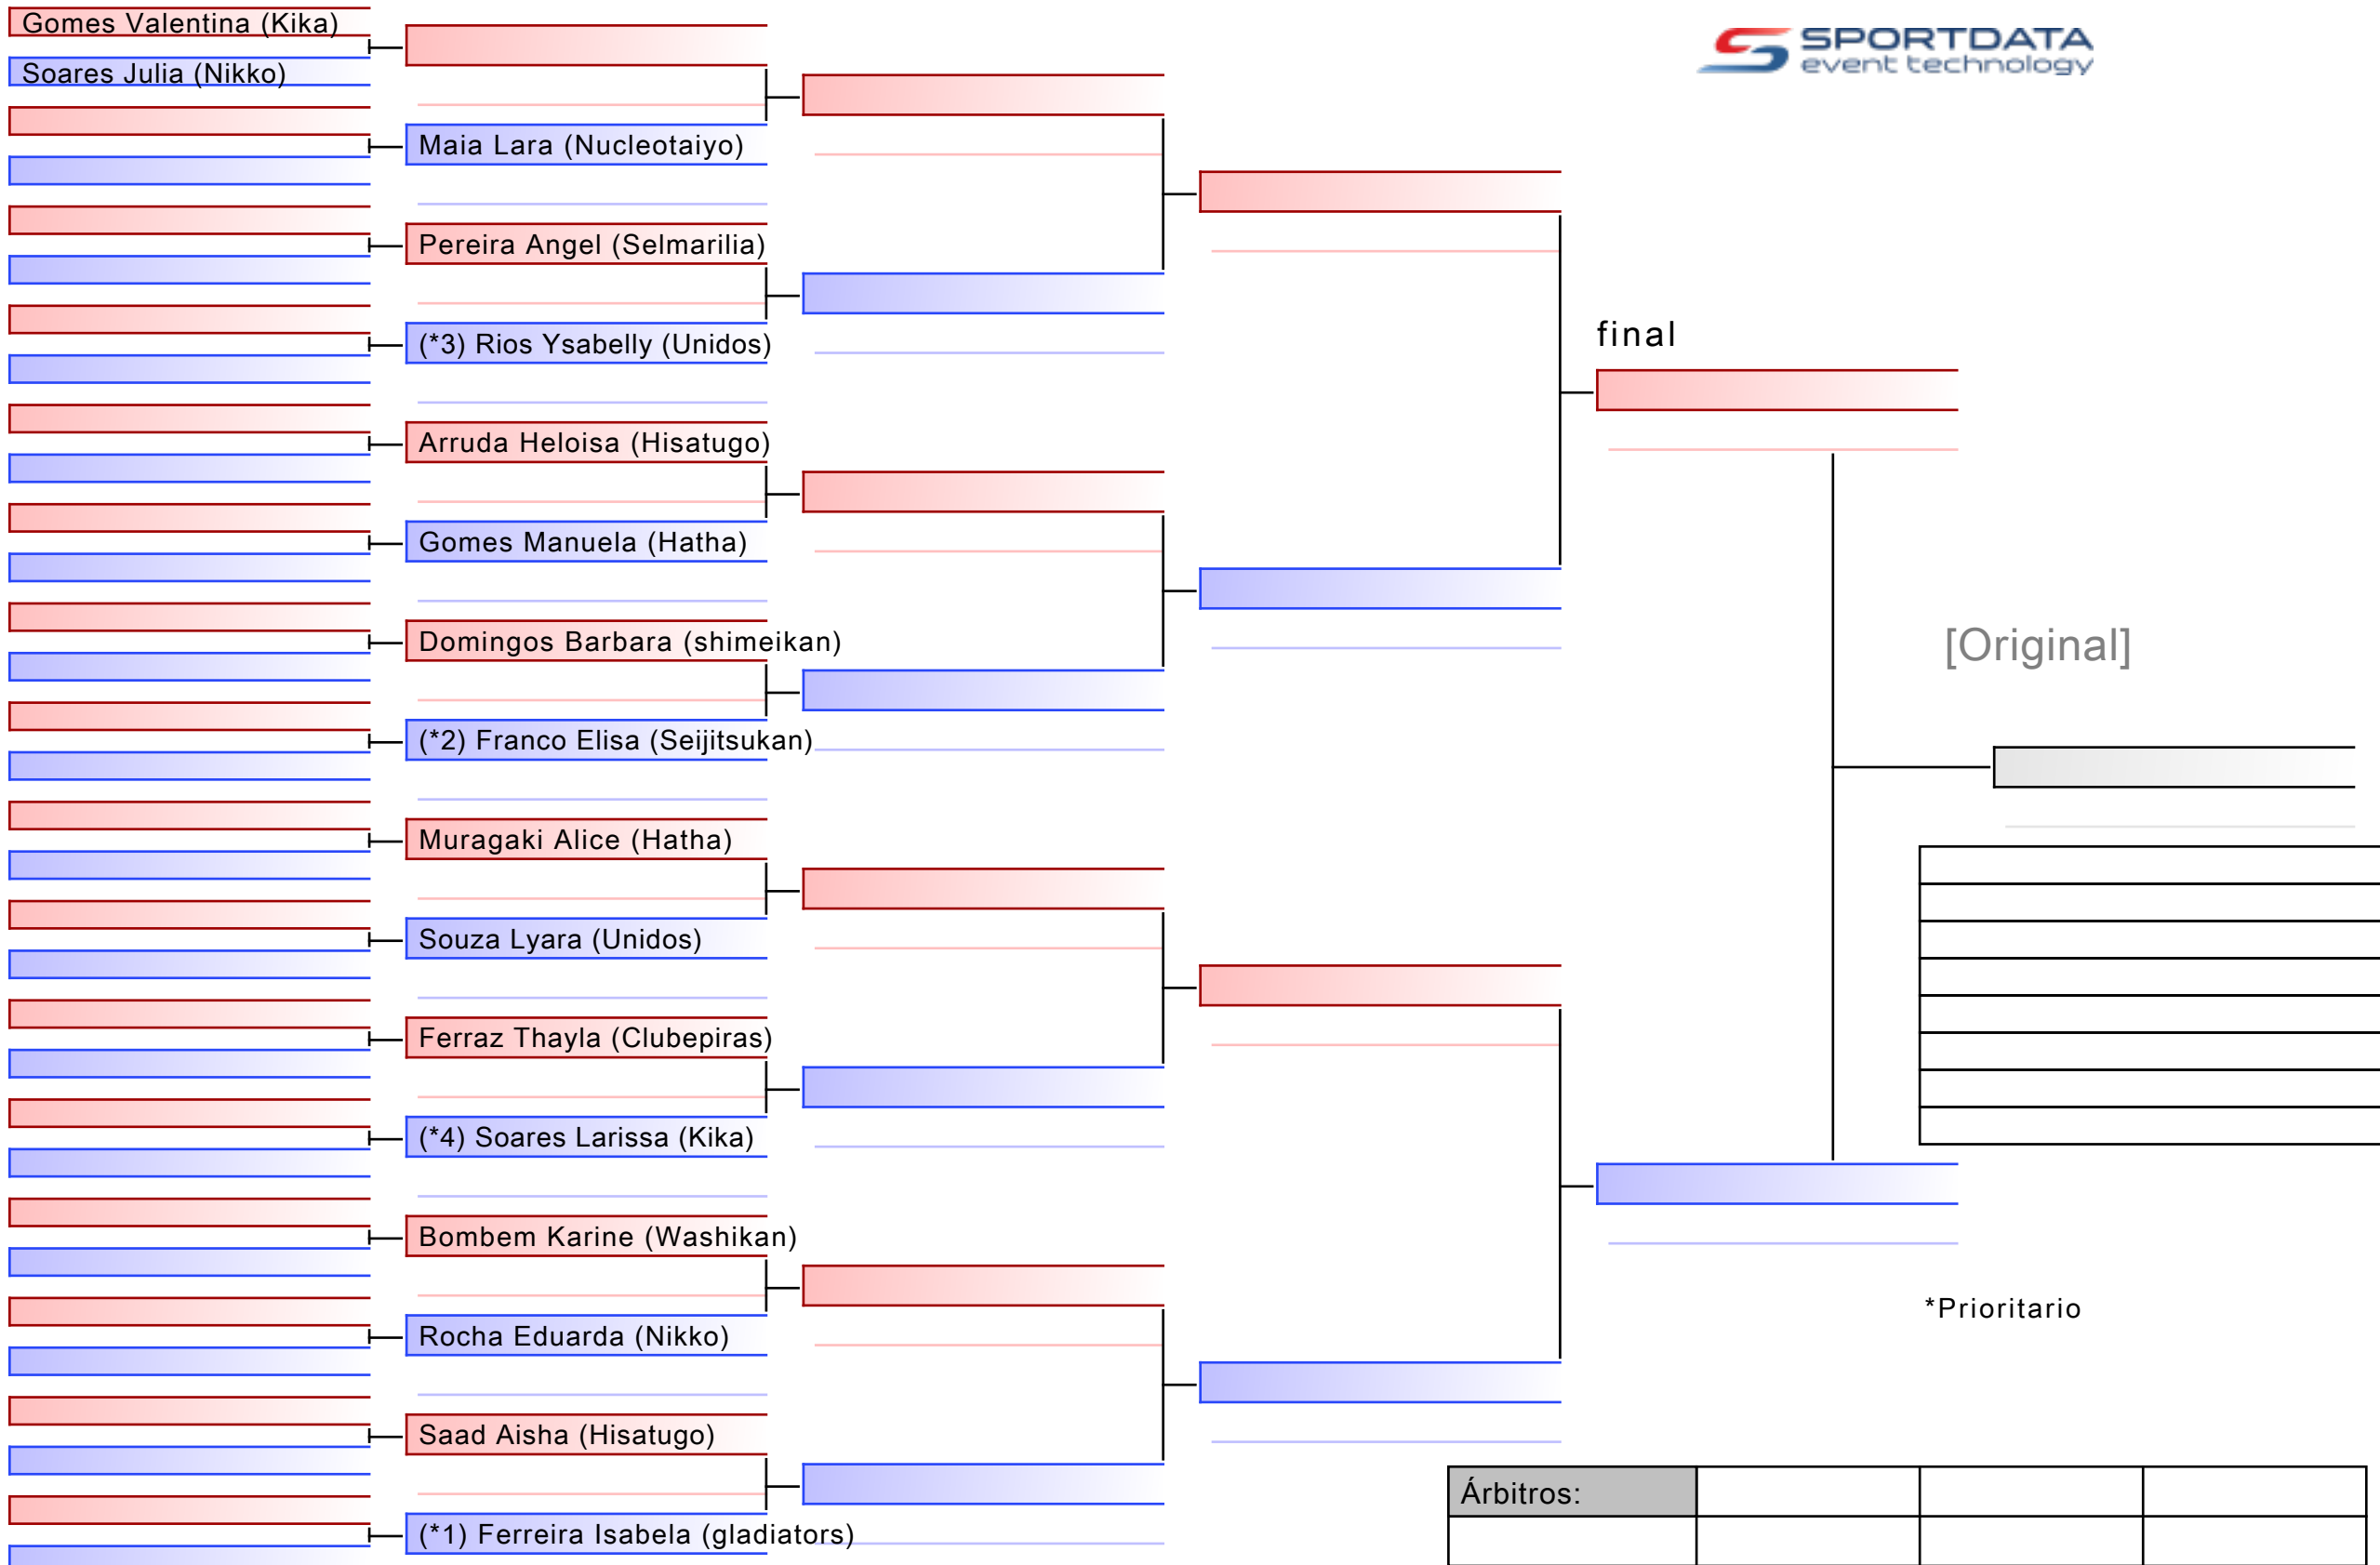 Gomes Valentina (Kika)
Soares Julia (Nikko)
SPORTDATA
event technology
Maia Lara (Nucleotaiyo)
Pereira Angel (Selmarilia)
(*3) Rios Ysabelly (Unidos)
final
Arruda Heloisa (Hisatugo)
Gomes Manuela (Hatha)
Domingos Barbara (shimeikan)
[Original]
(*2) Franco Elisa (Seijitsukan)
Muragaki Alice (Hatha)
Souza Lyara (Unidos)
Ferraz Thayla (Clubepiras)
(*4) Soares Larissa (Kika)
Bombem Karine (Washikan)
*Prioritario
Rocha Eduarda (Nikko)
Saad Aisha (Hisatugo)
Árbitros:
(*1) Ferreira Isabela (gladiators)